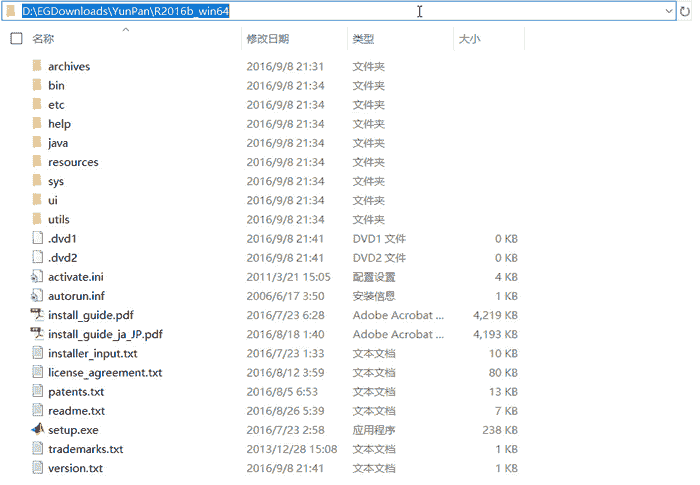 D:\EGDownloads\YunPan\R2016b_win64
名称 修改日期 类型 大小
archives 2016/9/8 21:31 文件夹
bin 2016/9/8 21:34 文件夹
etc 2016/9/8 21:34 文件夹
help 2016/9/8 21:34 文件夹
java 2016/9/8 21:34 文件夹
resources 2016/9/8 21:34 文件夹
sys 2016/9/8 21:34 文件夹
ui 2016/9/8 21:34 文件夹
utils 2016/9/8 21:34 文件夹
.dvd1 2016/9/8 21:41 DVD1 文件 0 KB
.dvd2 2016/9/8 21:41 DVD2 文件 0 KB
activate.ini 2011/3/21 15:05 配置设置 4 KB
autorun.inf 2006/6/17 3:50 安装信息 1 KB
install_guide.pdf 2016/7/23 6:28 Adobe Acrobat ... 4,219 KB
install_guide_ja_JP.pdf 2016/8/18 1:40 Adobe Acrobat ... 4,193 KB
installer_input.txt 2016/7/23 1:33 文本文档 10 KB
license_agreement.txt 2016/8/12 3:59 文本文档 80 KB
patents.txt 2016/8/5 6:53 文本文档 13 KB
readme.txt 2016/8/26 5:39 文本文档 7 KB
setup.exe 2016/7/23 2:58 应用程序 238 KB
trademarks.txt 2013/12/28 15:08 文本文档 1 KB
version.txt 2016/9/8 21:41 文本文档 1 KB